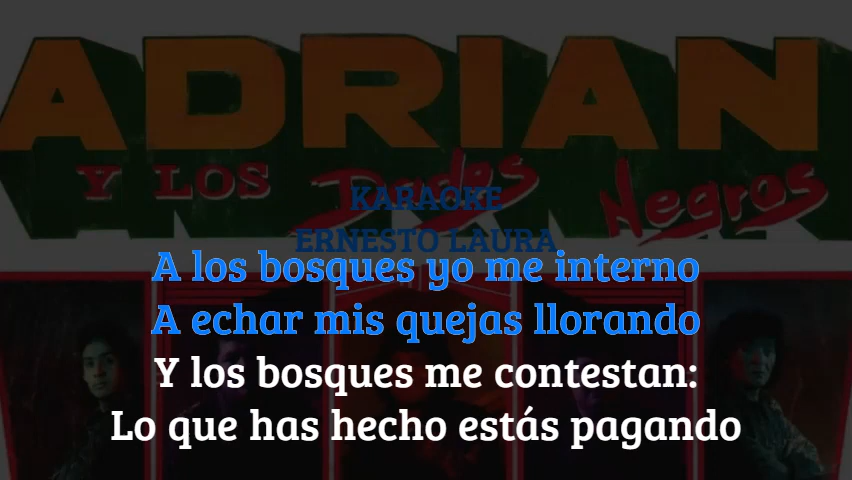 ADRIAN
Y LOS Dados Negros
KARAOKE
ERNESTO LAURA
A los bosques yo me interno
A echar mis quejas llorando
Y los bosques me contestan:
Lo que has hecho estás pagando